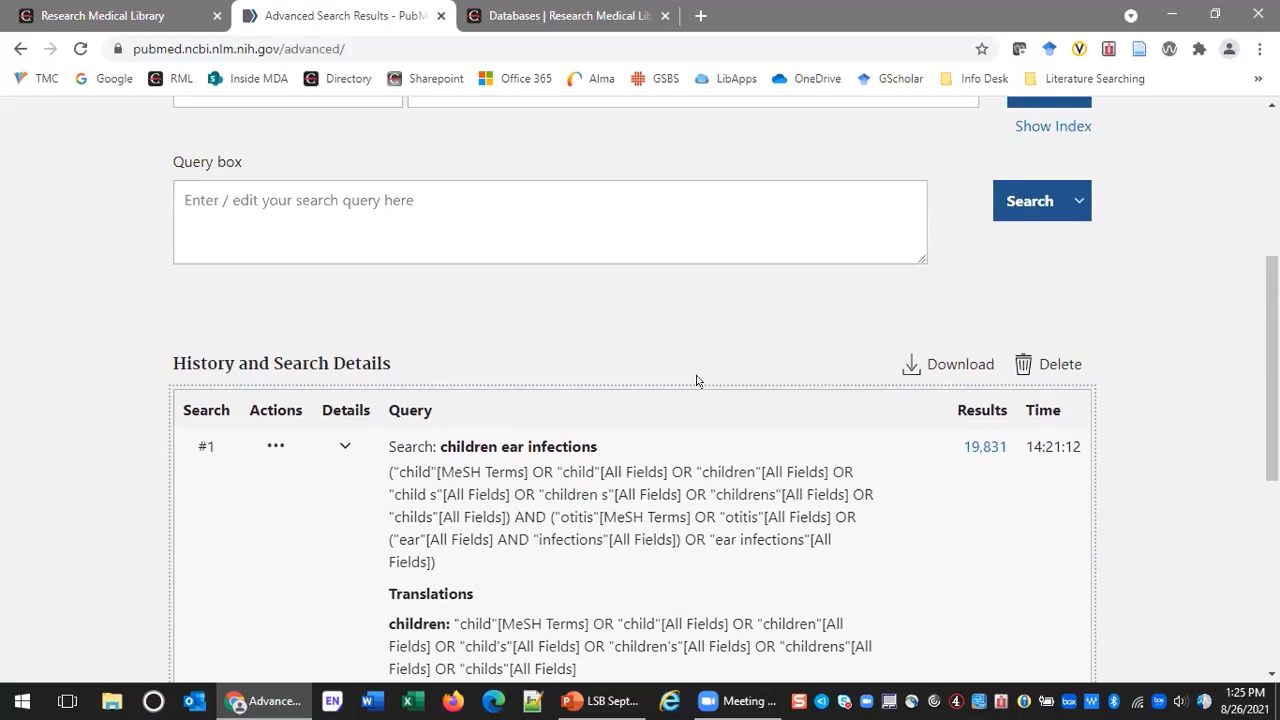 Research Medical Library
Advanced Search Results - PubM
Databases | Research Medical Lib
pubmed.ncbi.nlm.nih.gov/advanced/
TMC Google RML Inside MDA Directory Sharepoint Office 365 Alma GSBS LibApps OneDrive GScholar Info Desk Literature Searching »
Show Index
Query box
Enter / edit your search query here
Search
History and Search Details
Download Delete
Search Actions Details Query Results Time
#1 ••• Search: children ear infections 19,831 14:21:12
("child"[MeSH Terms] OR "child"[All Fields] OR "children"[All Fields] OR
"child s"[All Fields] OR "children s"[All Fields] OR "childrens"[All Fields] OR
"childs"[All Fields]) AND ("otitis"[MeSH Terms] OR "otitis"[All Fields] OR
("ear"[All Fields] AND "infections"[All Fields]) OR "ear infections"[All
Fields])
Translations
children: "child"[MeSH Terms] OR "child"[All Fields] OR "children"[All
Fields] OR "child's"[All Fields] OR "children's"[All Fields] OR "childrens"[All
Fields] OR "childs"[All Fields]
Advance... EN LSB Sept... Meeting ... 1:25 PM
8/26/2021